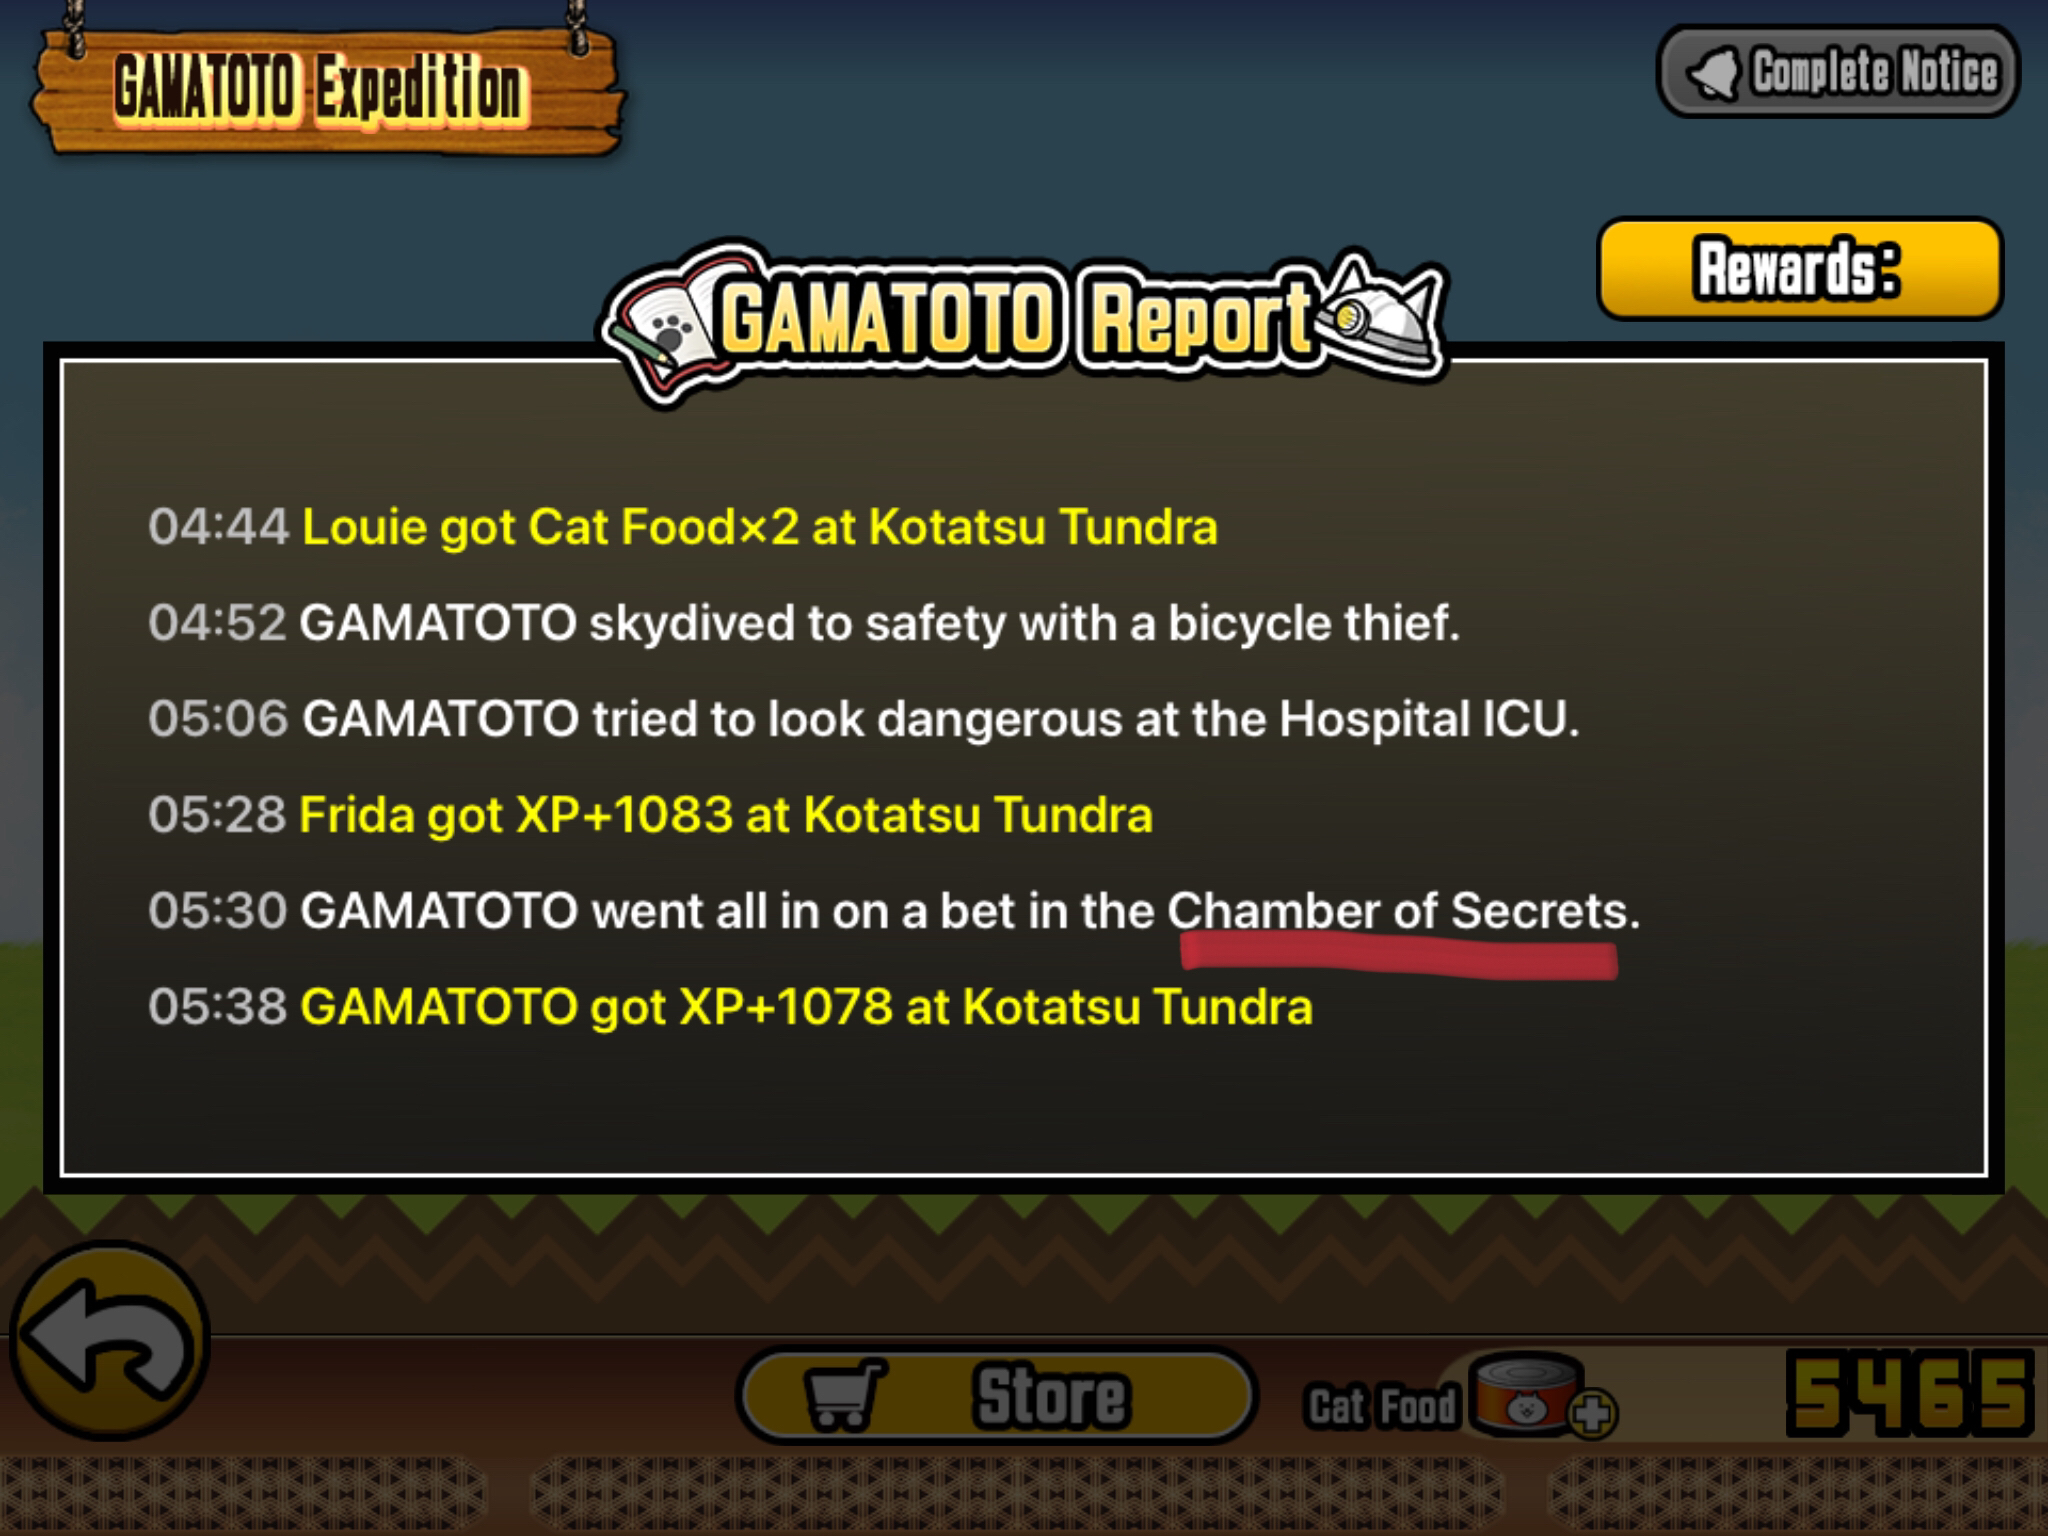 GAMATOTO Expedition
Complete Notice
Rewards:
GAMATOTO Report
04:44 Louie got Cat Food×2 at Kotatsu Tundra
04:52 GAMATOTO skydived to safety with a bicycle thief.
05:06 GAMATOTO tried to look dangerous at the Hospital ICU.
05:28 Frida got XP+1083 at Kotatsu Tundra
05:30 GAMATOTO went all in on a bet in the Chamber of Secrets.
05:38 GAMATOTO got XP+1078 at Kotatsu Tundra
Store
Cat Food
5465